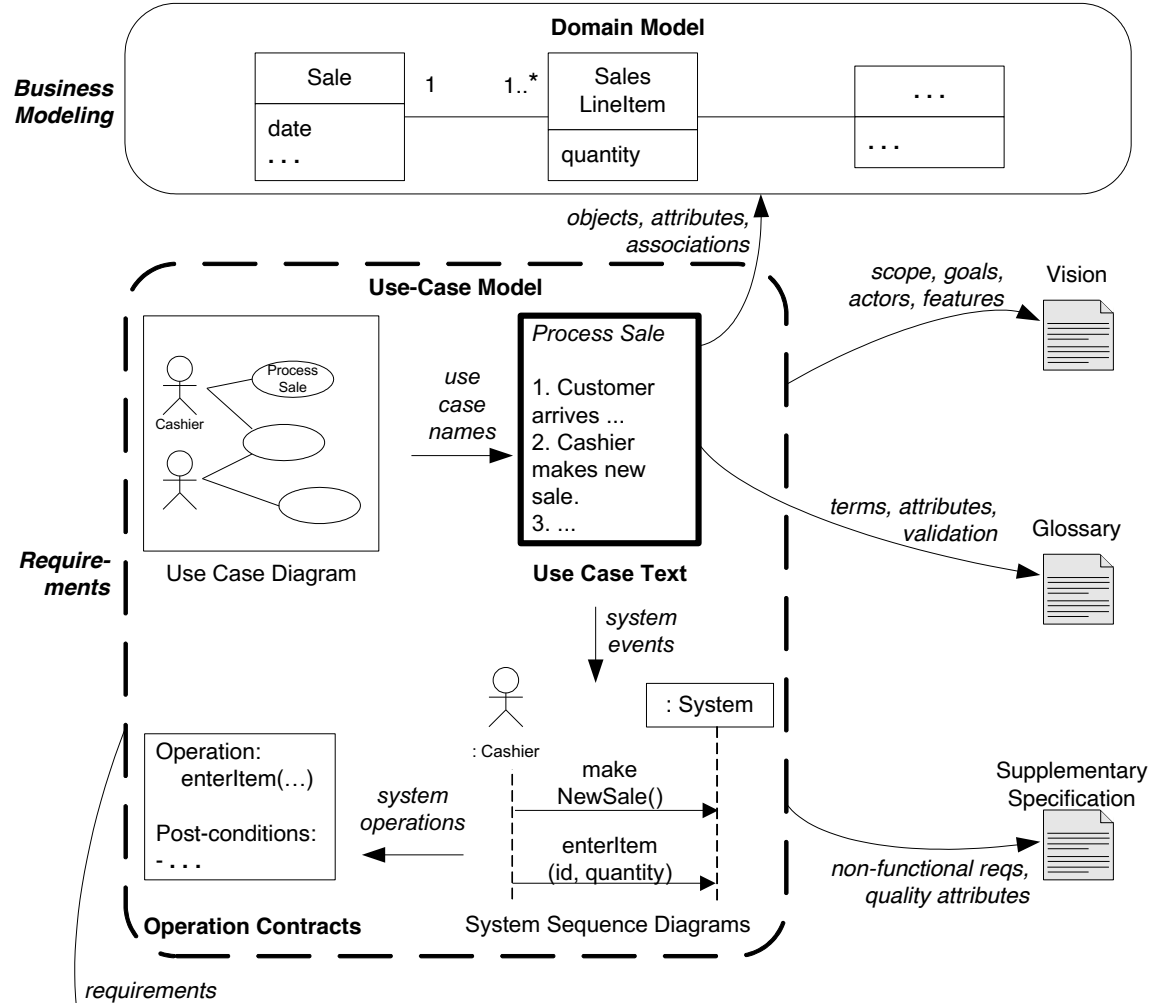 Domain Model
Business
Modeling
Sale
1
1..*
Sales
LineItem
. . .
date
. . .
quantity
. . .
objects, attributes,
associations
Use-Case Model
scope, goals,
actors, features
Vision
Process
Sale
Cashier
use
case
names
Process Sale
1. Customer
arrives ...
2. Cashier
makes new
sale.
3. ...
terms, attributes,
validation
Glossary
Require-
ments
Use Case Diagram
Use Case Text
system
events
: Cashier
: System
Operation:
enterItem(…)
Post-conditions:
- . . .
system
operations
make
NewSale()
enterItem
(id, quantity)
Supplementary
Specification
non-functional reqs,
quality attributes
Operation Contracts
System Sequence Diagrams
requirements